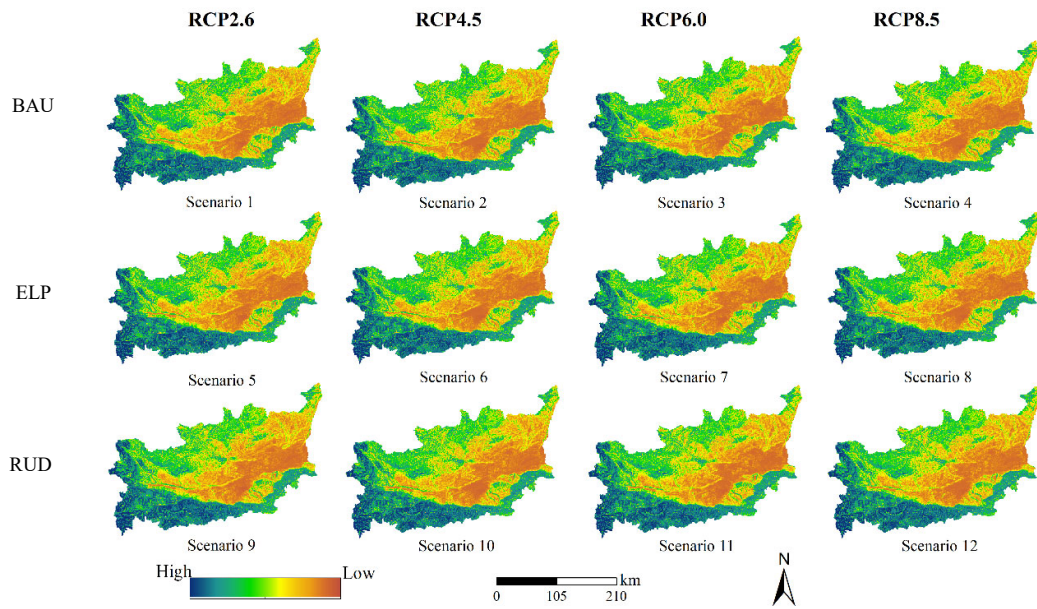 RCP2.6 RCP4.5 RCP6.0 RCP8.5
BAU
Scenario 1 Scenario 2 Scenario 3 Scenario 4
ELP
Scenario 5 Scenario 6 Scenario 7 Scenario 8
RUD
Scenario 9 Scenario 10 Scenario 11 Scenario 12
High Low km N
0 105 210